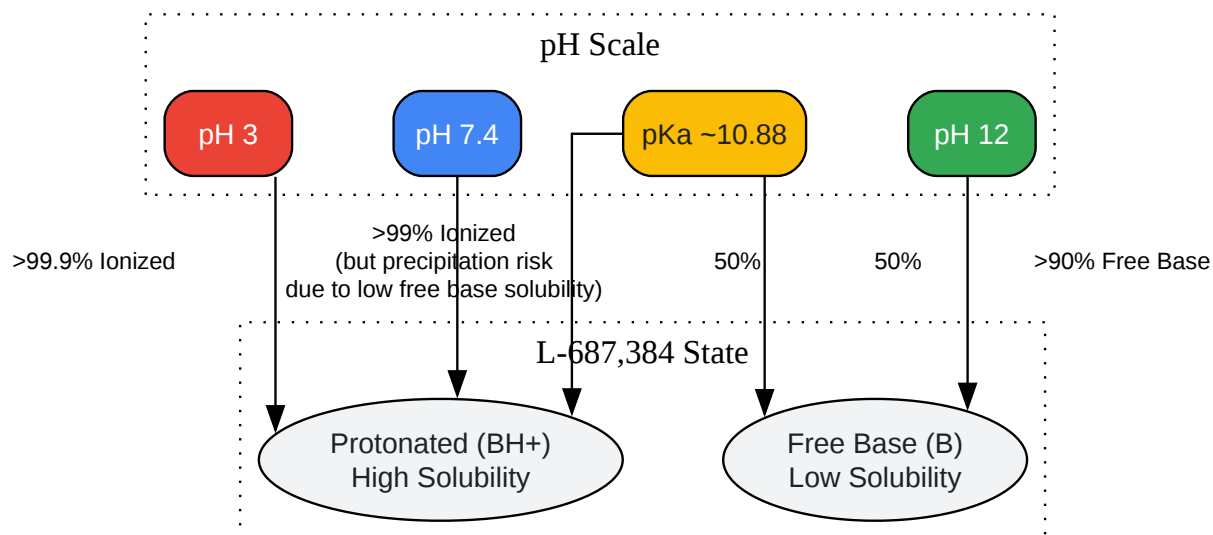 pH Scale
pH 3
pH 7.4
pKa ~10.88
pH 12
>99.9% Ionized
>99% Ionized
(but precipitation risk
due to low free base solubility)
50%
50%
>90% Free Base
L-687,384 State
Protonated (BH+)
High Solubility
Free Base (B)
Low Solubility